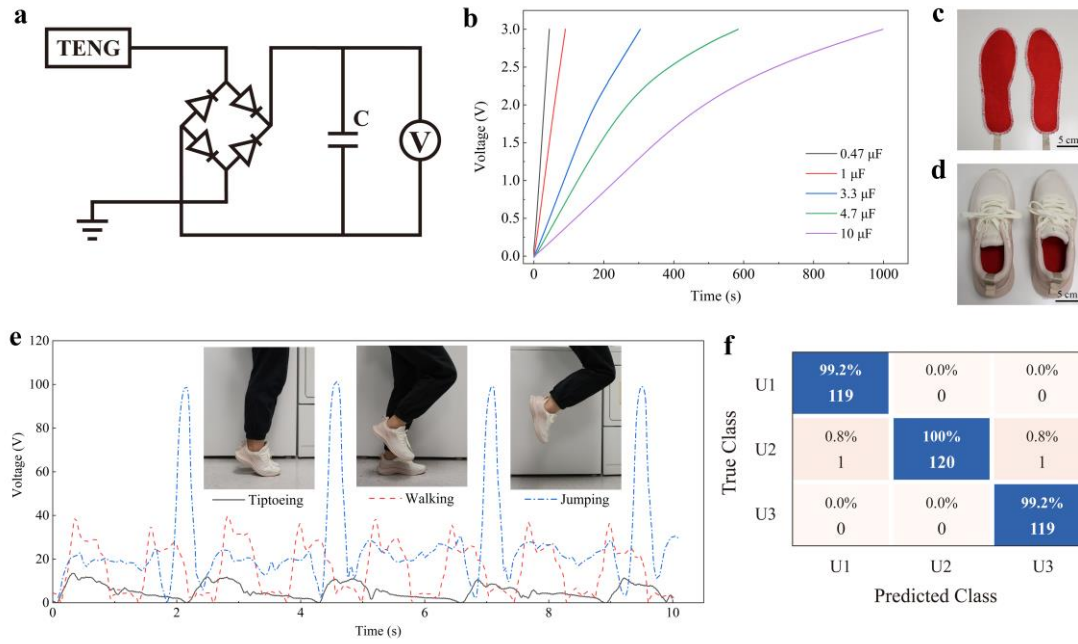 a
TENG
C
V
b
Voltage (V)
3.0
2.5
2.0
1.5
1.0
0.5
0.0
0.47 µF
1 µF
3.3 µF
4.7 µF
10 µF
0 200 400 600 800 1000
Time (s)
c
5 cm
d
5 cm
e
Voltage (V)
120
100
80
60
40
20
0
Tiptoeing Walking Jumping
0 2 4 6 8 10
Time (s)
f
True Class
U1 99.2% 0.0% 0.0%
119 0 0
U2 0.8% 100% 0.8%
1 120 1
U3 0.0% 0.0% 99.2%
0 0 119
U1 U2 U3
Predicted Class